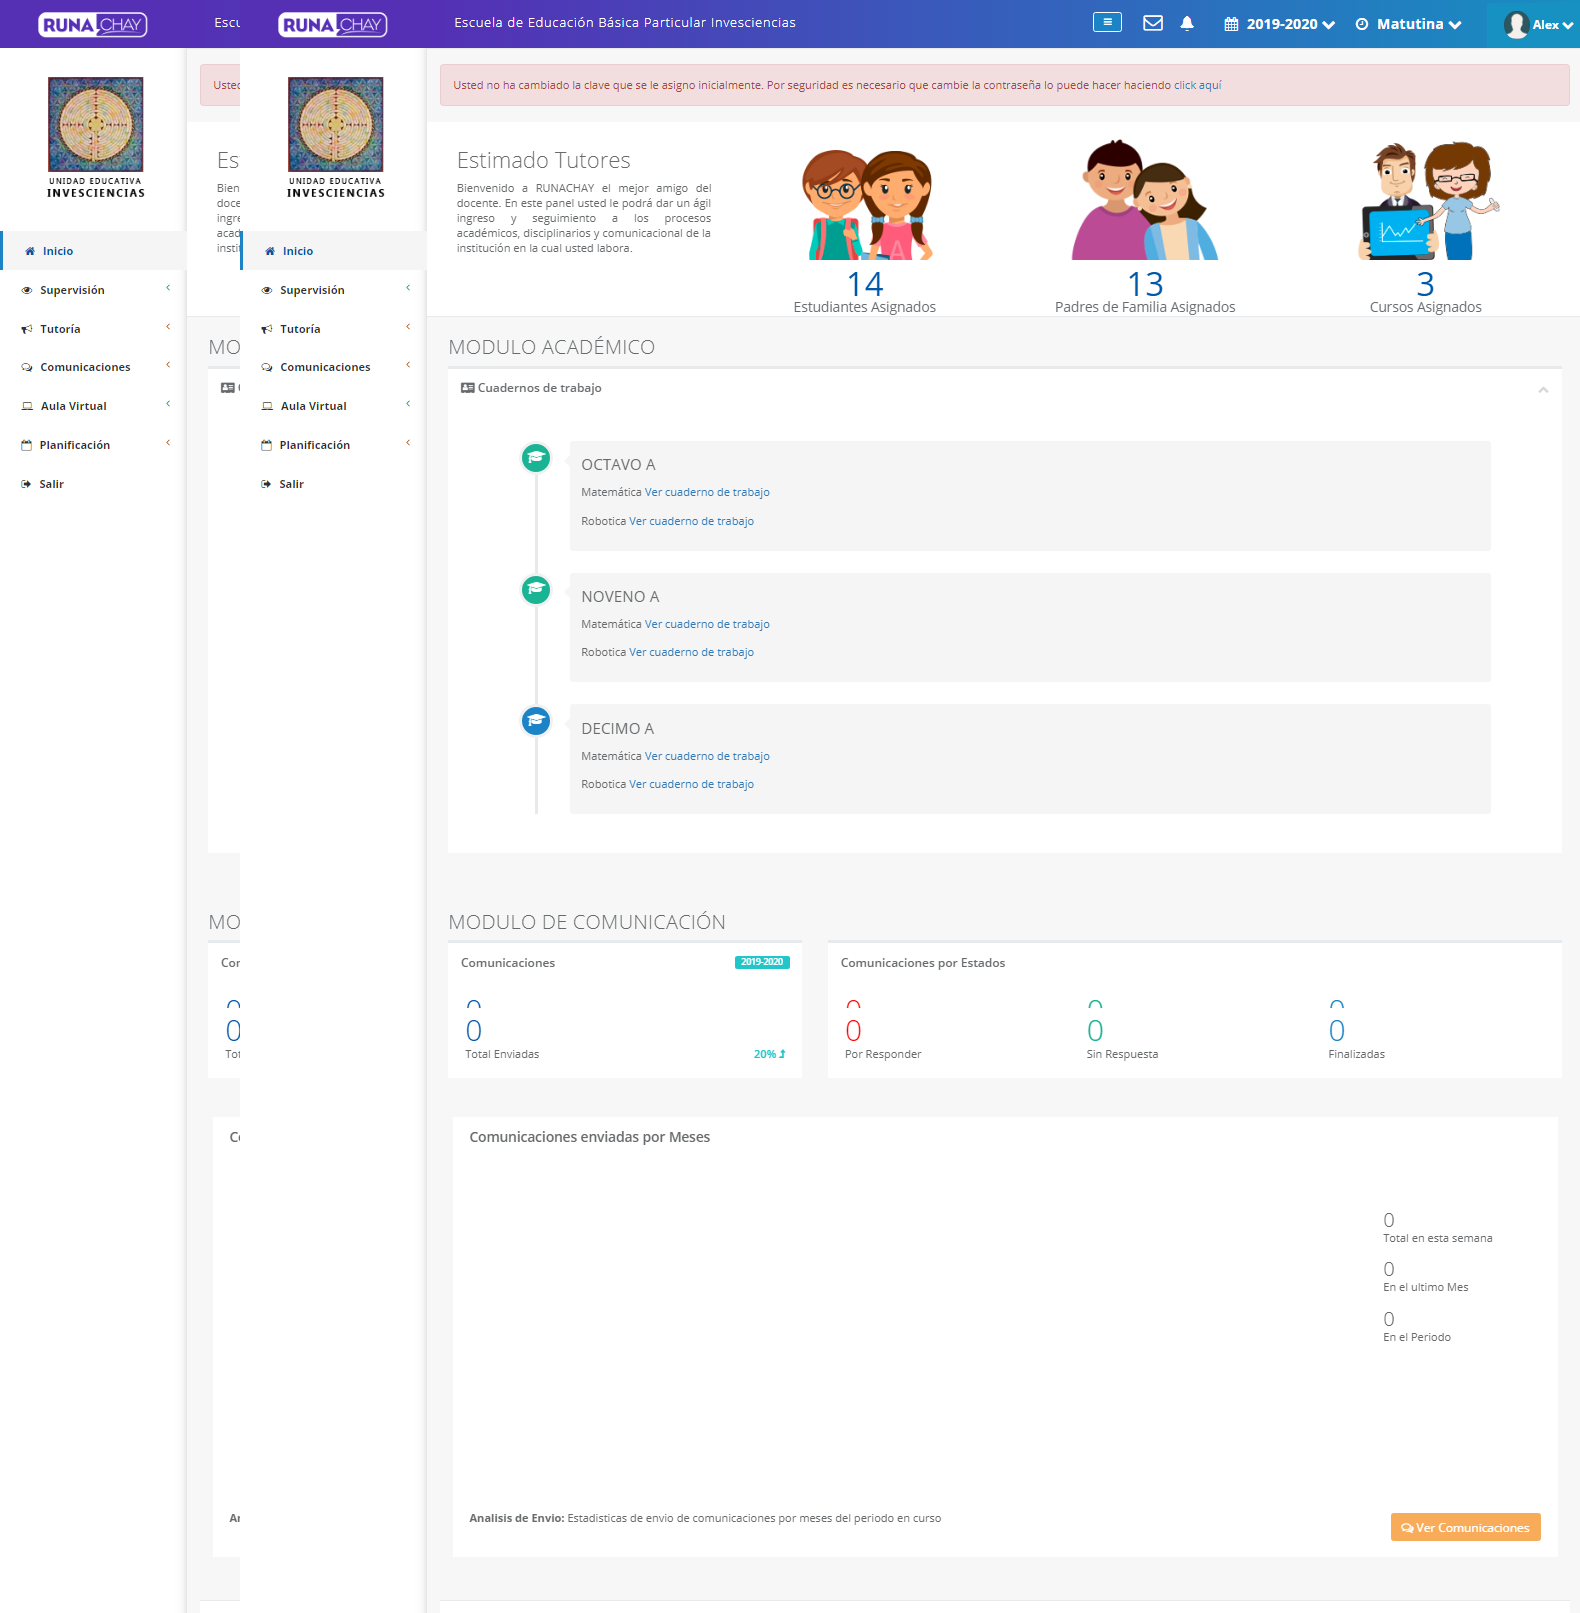 RUNACHAY
Escu
RUNACHAY
Escuela de Educación Básica Particular Invesciencias
2019-2020
Matutina
Alex
Usted
Usted no ha cambiado la clave que se le asigno inicialmente. Por seguridad es necesario que cambie la contraseña lo puede hacer haciendo click aquí
UNIDAD EDUCATIVA
INVESCIENCIAS
UNIDAD EDUCATIVA
INVESCIENCIAS
Es
Bien
doce
ingre
acad
instit
Estimado Tutores
Bienvenido a RUNACHAY el mejor amigo del
docente. En este panel usted le podrá dar un ágil
ingreso y seguimiento a los procesos
académicos, disciplinarios y comunicacional de la
institución en la cual usted labora.
14
Estudiantes Asignados
13
Padres de Familia Asignados
3
Cursos Asignados
Inicio
Supervisión
Tutoría
Comunicaciones
Aula Virtual
Planificación
Salir
Inicio
Supervisión
Tutoría
Comunicaciones
Aula Virtual
Planificación
Salir
MO
MODULO ACADÉMICO
Cuadernos de trabajo
OCTAVO A
Matemática Ver cuaderno de trabajo
Robotica Ver cuaderno de trabajo
NOVENO A
Matemática Ver cuaderno de trabajo
Robotica Ver cuaderno de trabajo
DECIMO A
Matemática Ver cuaderno de trabajo
Robotica Ver cuaderno de trabajo
MO
MODULO DE COMUNICACIÓN
Cor
0
Tot
Comunicaciones
2019-2020
0
Total Enviadas
20%
Comunicaciones por Estados
0
Por Responder
0
Sin Respuesta
0
Finalizadas
Comunicaciones enviadas por Meses
0
Total en esta semana
0
En el ultimo Mes
0
En el Periodo
Analisis de Envio: Estadisticas de envio de comunicaciones por meses del periodo en curso
Ver Comunicaciones